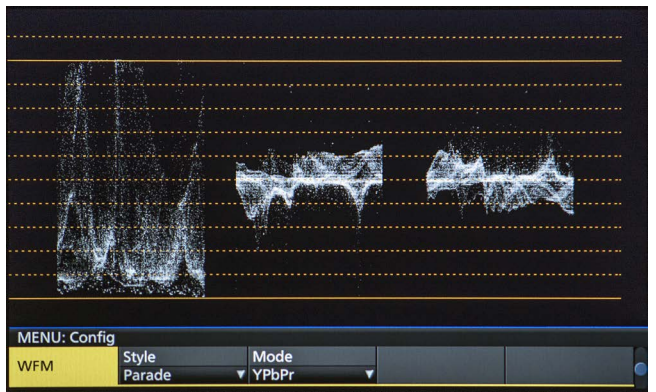 MENU: Config
WFM
Style
Parade
Mode
YPbPr